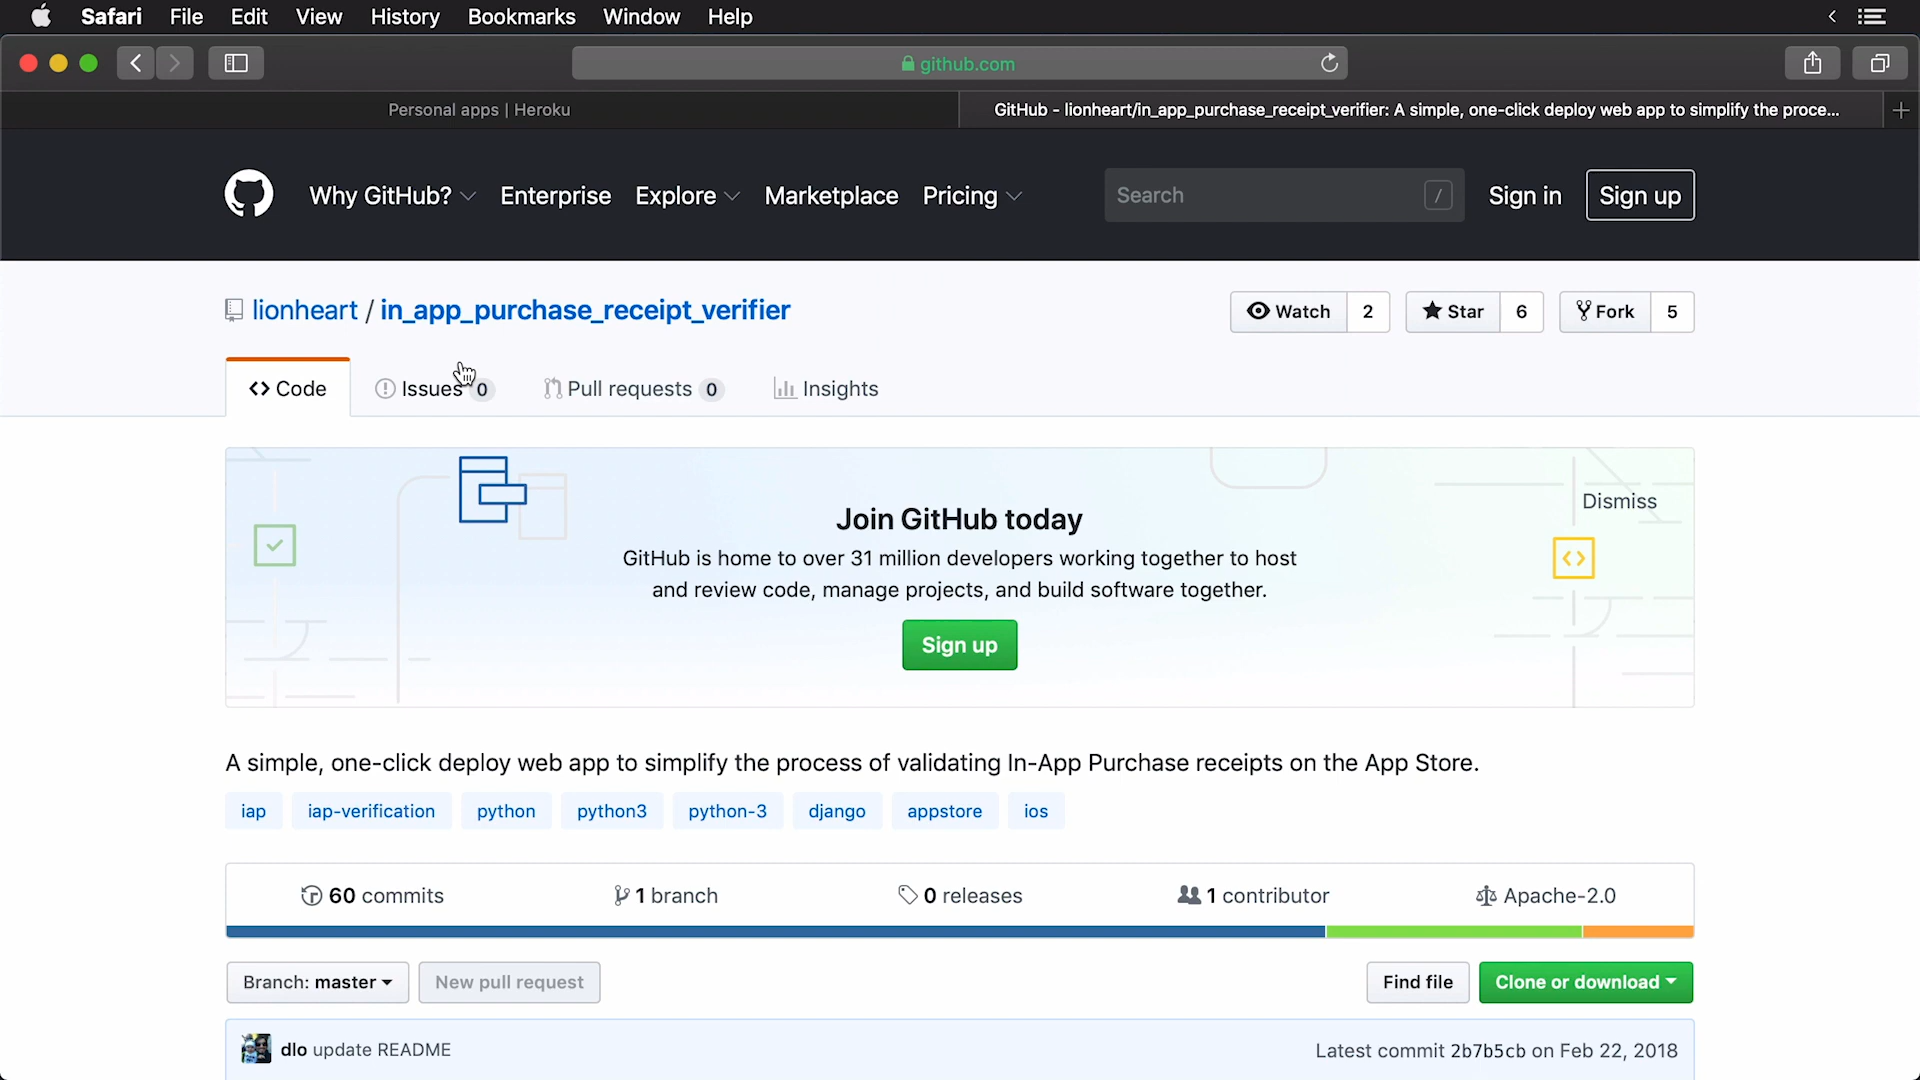 Safari File Edit View History Bookmarks Window Help
github.com
Personal apps | Heroku
GitHub - lionheart/in_app_purchase_receipt_verifier: A simple, one-click deploy web app to simplify the proce...
Why GitHub? Enterprise Explore Marketplace Pricing Search / Sign in Sign up
lionheart / in_app_purchase_receipt_verifier
Watch 2 Star 6 Fork 5
Code Issues 0 Pull requests 0 Insights
Dismiss
Join GitHub today
GitHub is home to over 31 million developers working together to host
and review code, manage projects, and build software together.
Sign up
A simple, one-click deploy web app to simplify the process of validating In-App Purchase receipts on the App Store.
iap iap-verification python python3 python-3 django appstore ios
60 commits 1 branch 0 releases 1 contributor Apache-2.0
Branch: master New pull request Find file Clone or download
dlo update README Latest commit 2b7b5cb on Feb 22, 2018